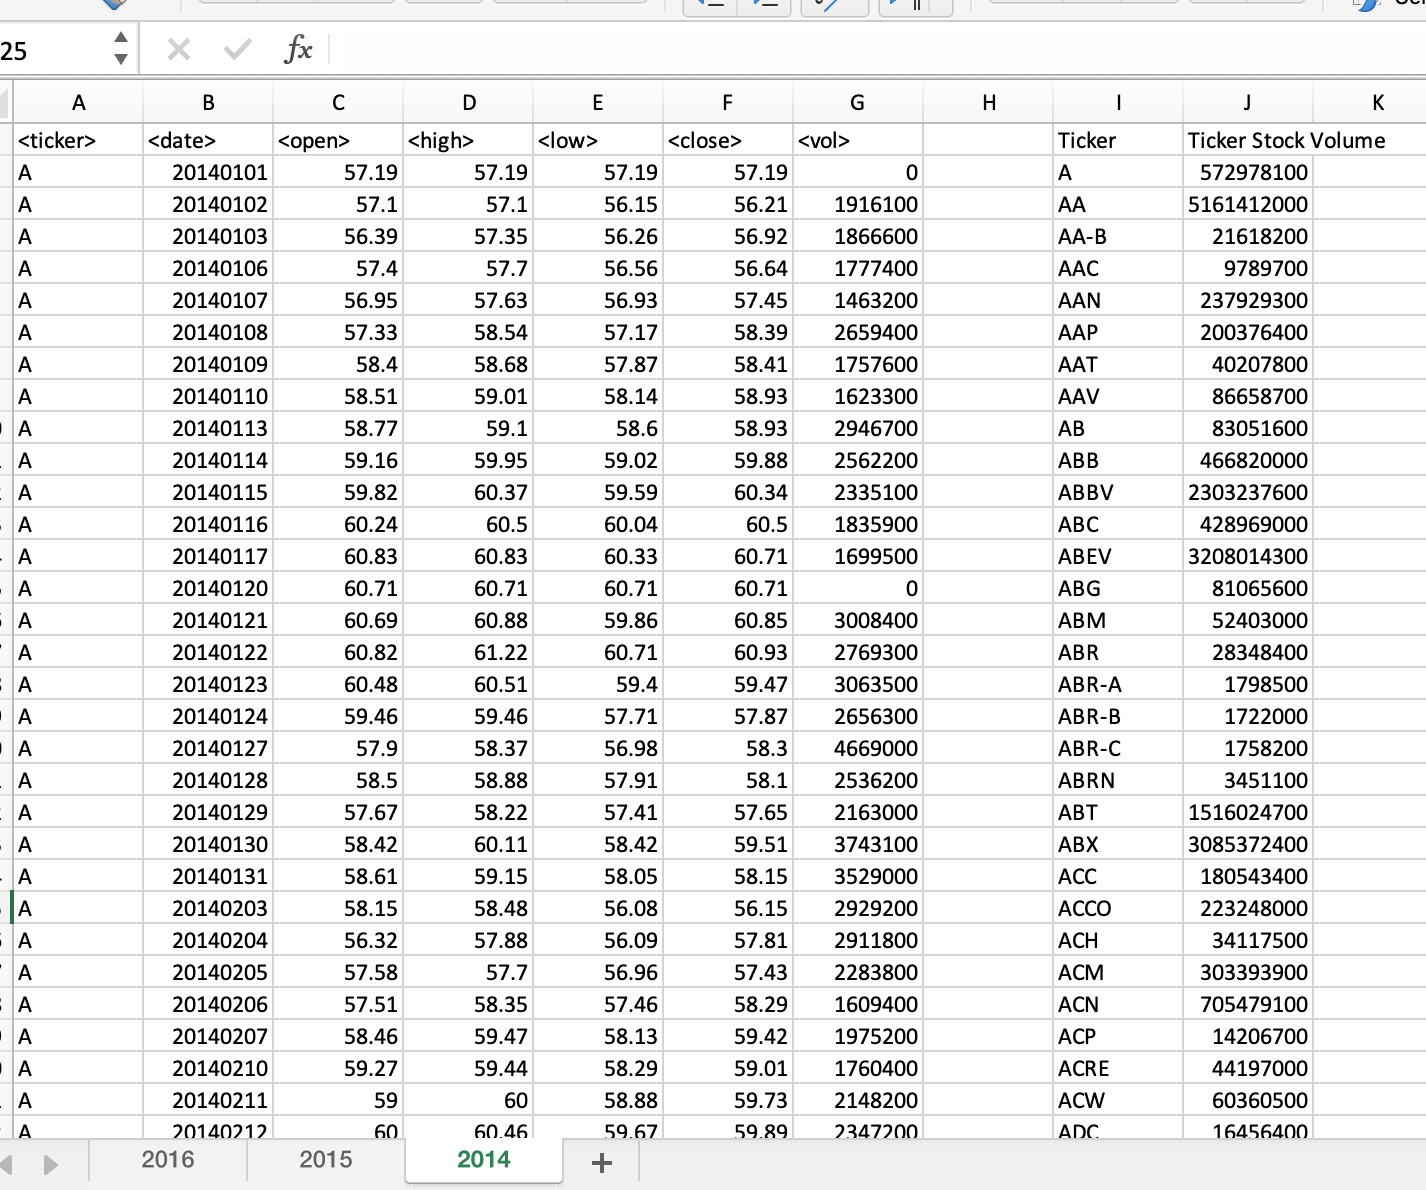 25 fx
A B C D E F G H I J K
<ticker> <date> <open> <high> <low> <close> <vol> Ticker Ticker Stock Volume
A 20140101 57.19 57.19 57.19 57.19 0 A 572978100
A 20140102 57.1 57.1 56.15 56.21 1916100 AA 5161412000
A 20140103 56.39 57.35 56.26 56.92 1866600 AA-B 21618200
A 20140106 57.4 57.7 56.56 56.64 1777400 AAC 9789700
A 20140107 56.95 57.63 56.93 57.45 1463200 AAN 237929300
A 20140108 57.33 58.54 57.17 58.39 2659400 AAP 200376400
A 20140109 58.4 58.68 57.87 58.41 1757600 AAT 40207800
A 20140110 58.51 59.01 58.14 58.93 1623300 AAV 86658700
A 20140113 58.77 59.1 58.6 58.93 2946700 AB 83051600
A 20140114 59.16 59.95 59.02 59.88 2562200 ABB 466820000
A 20140115 59.82 60.37 59.59 60.34 2335100 ABBV 2303237600
A 20140116 60.24 60.5 60.04 60.5 1835900 ABC 428969000
A 20140117 60.83 60.83 60.33 60.71 1699500 ABEV 3208014300
A 20140120 60.71 60.71 60.71 60.71 0 ABG 81065600
A 20140121 60.69 60.88 59.86 60.85 3008400 ABM 52403000
A 20140122 60.82 61.22 60.71 60.93 2769300 ABR 28348400
A 20140123 60.48 60.51 59.4 59.47 3063500 ABR-A 1798500
A 20140124 59.46 59.46 57.71 57.87 2656300 ABR-B 1722000
A 20140127 57.9 58.37 56.98 58.3 4669000 ABR-C 1758200
A 20140128 58.5 58.88 57.91 58.1 2536200 ABRN 3451100
A 20140129 57.67 58.22 57.41 57.65 2163000 ABT 1516024700
A 20140130 58.42 60.11 58.42 59.51 3743100 ABX 3085372400
A 20140131 58.61 59.15 58.05 58.15 3529000 ACC 180543400
A 20140203 58.15 58.48 56.08 56.15 2929200 ACCO 223248000
A 20140204 56.32 57.88 56.09 57.81 2911800 ACH 34117500
A 20140205 57.58 57.7 56.96 57.43 2283800 ACM 303393900
A 20140206 57.51 58.35 57.46 58.29 1609400 ACN 705479100
A 20140207 58.46 59.47 58.13 59.42 1975200 ACP 14206700
A 20140210 59.27 59.44 58.29 59.01 1760400 ACRE 44197000
A 20140211 59 60 58.88 59.73 2148200 ACW 60360500
A 20140212 60 60.46 59.67 59.89 2347200 ADC 16456400
2016 2015 2014 +